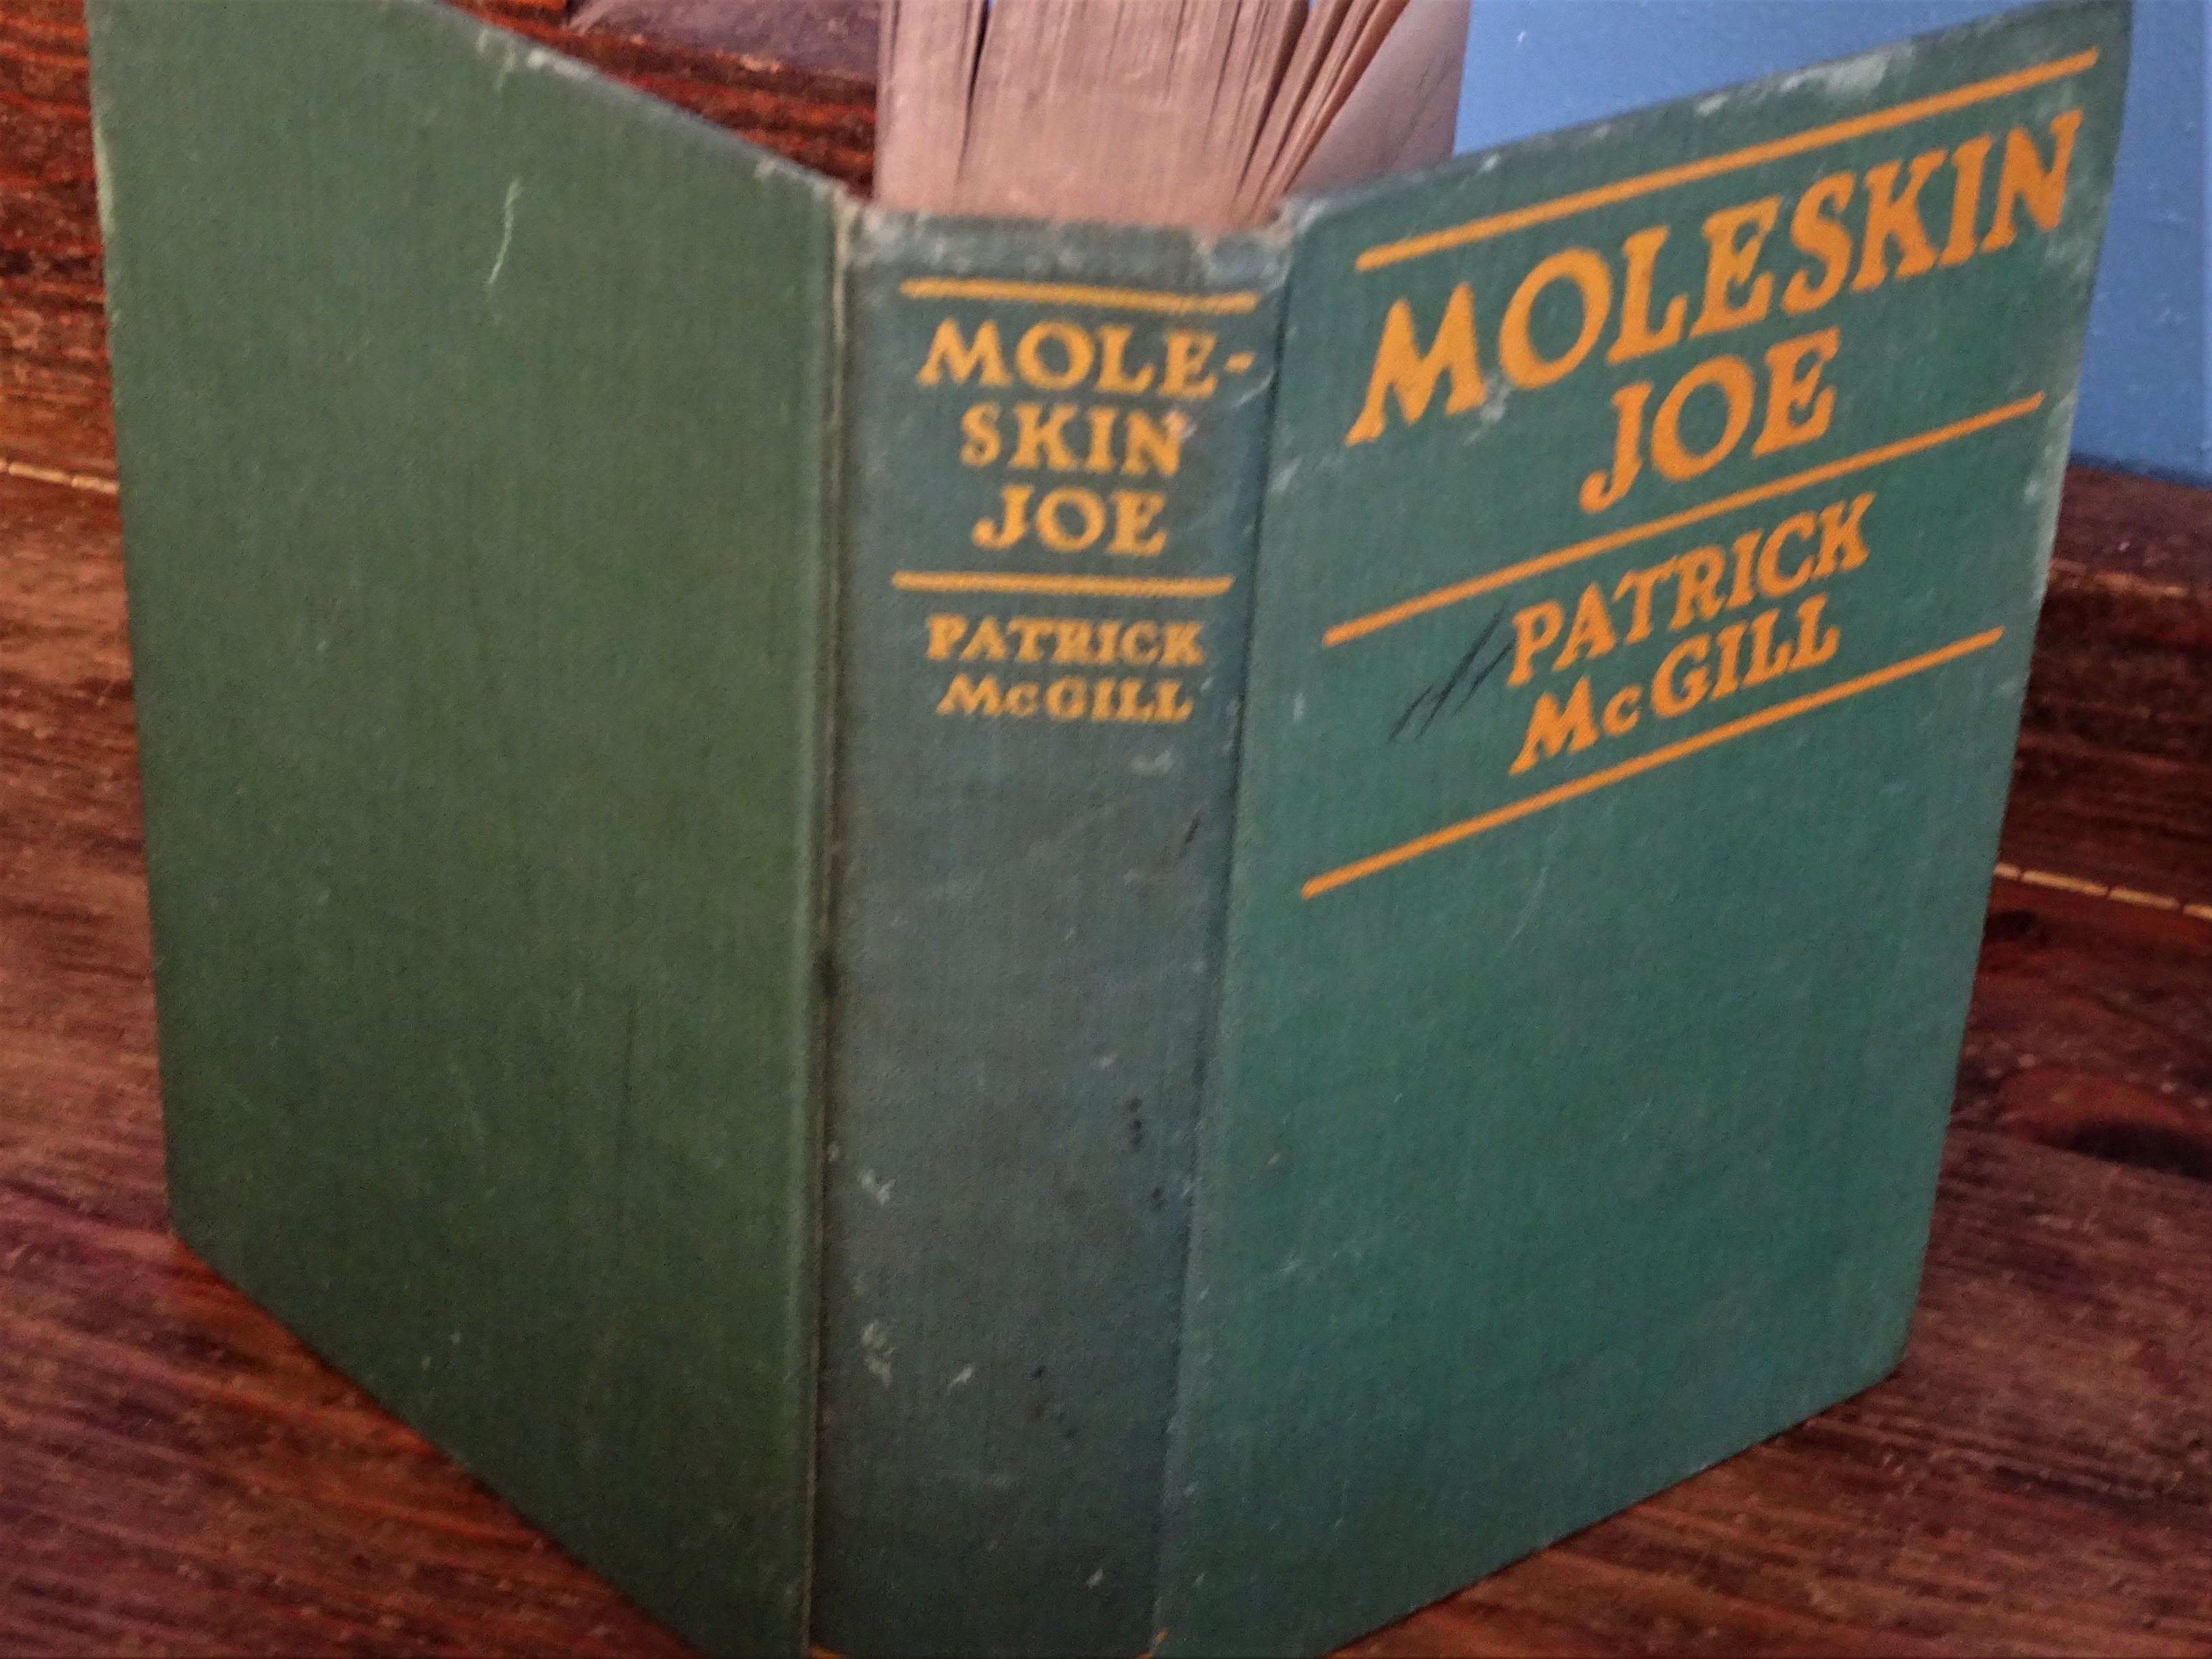 MOLE-
SKIN
JOE
PATRICK
McGILL
MOLESKIN
JOE
PATRICK
McGILL